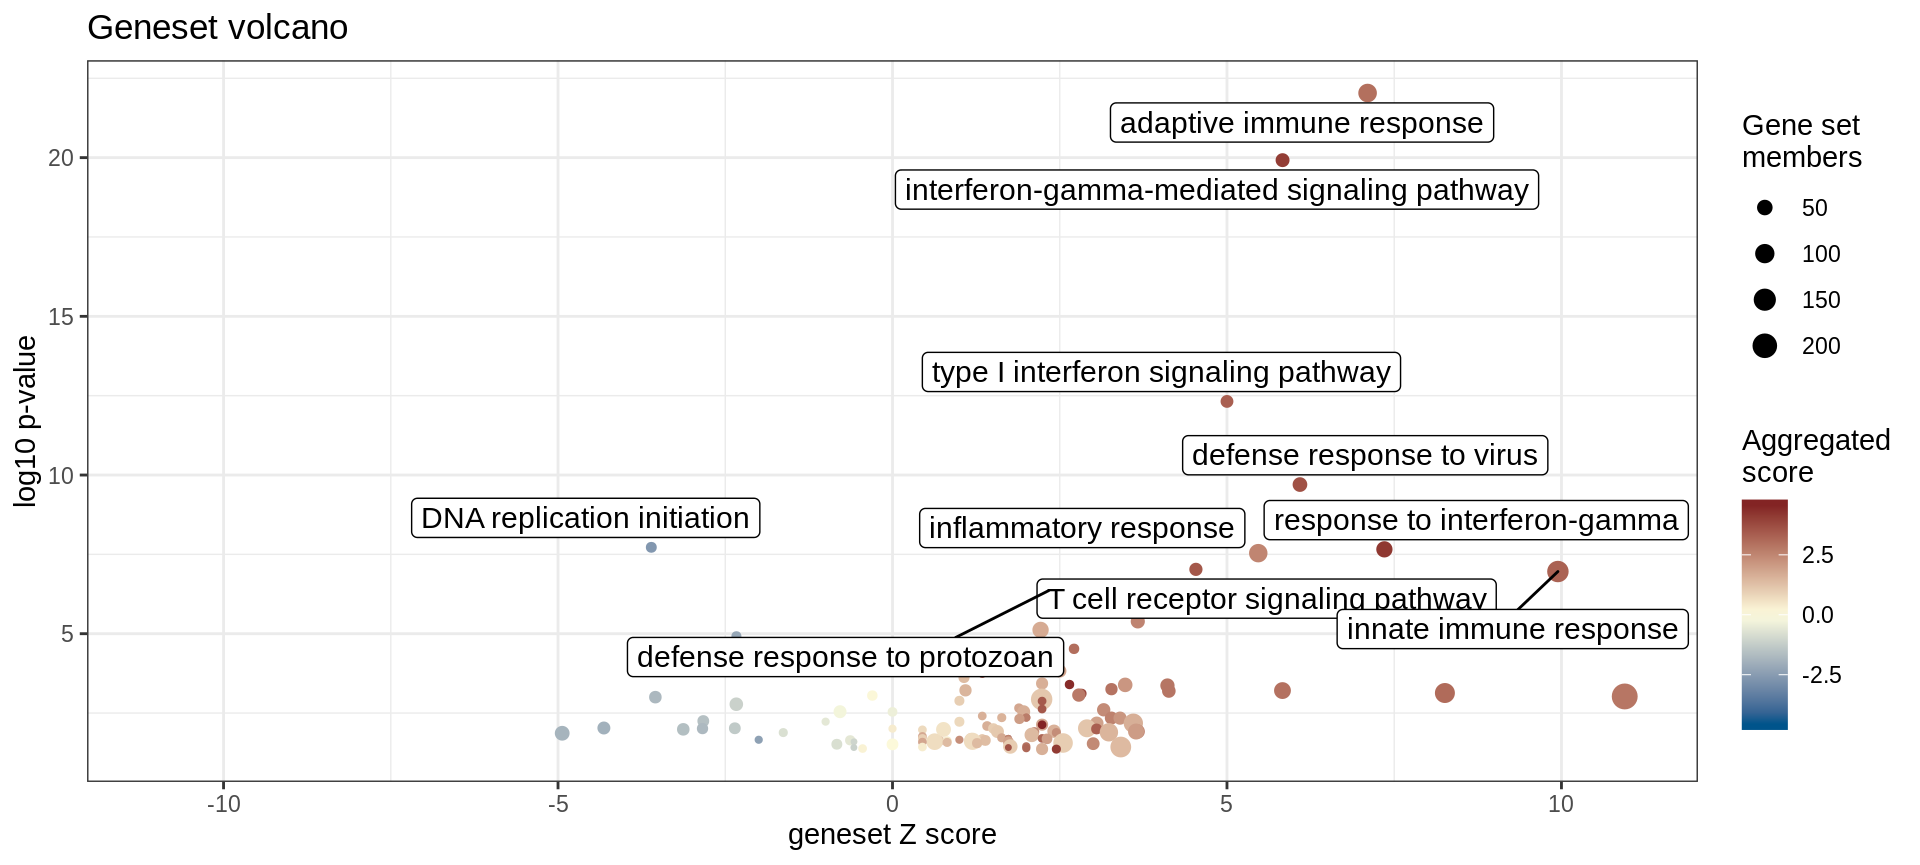 Geneset volcano
adaptive immune response
interferon-gamma-mediated signaling pathway
type I interferon signaling pathway
defense response to virus
DNA replication initiation
inflammatory response
response to interferon-gamma
T cell receptor signaling pathway
innate immune response
defense response to protozoan
20
15
10
5
log10 p-value
-10
-5
0
5
10
geneset Z score
Gene set
members
50
100
150
200
Aggregated
score
2.5
0.0
-2.5